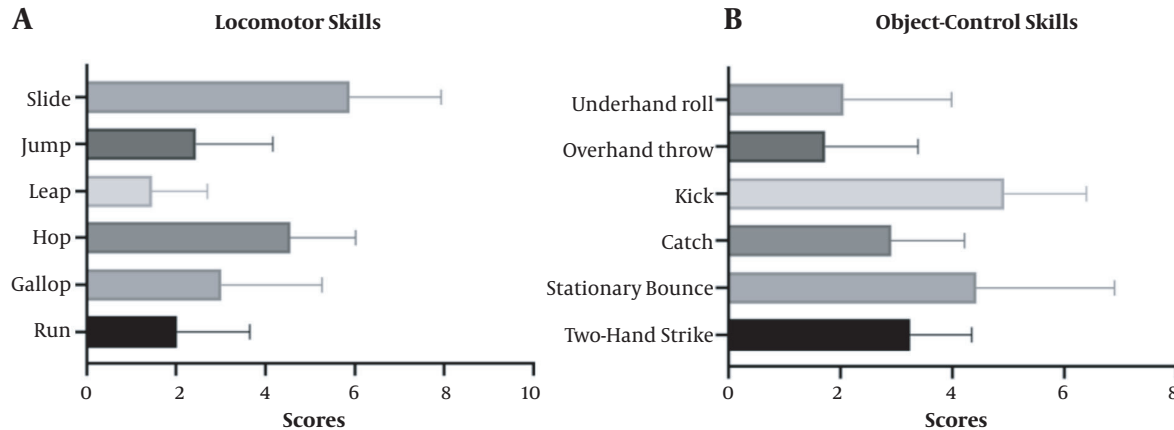 A
Locomotor Skills
Slide
Jump
Leap
Hop
Gallop
Run
0 2 4 6 8 10
Scores
B
Object-Control Skills
Underhand roll
Overhand throw
Kick
Catch
Stationary Bounce
Two-Hand Strike
0 2 4 6 8
Scores